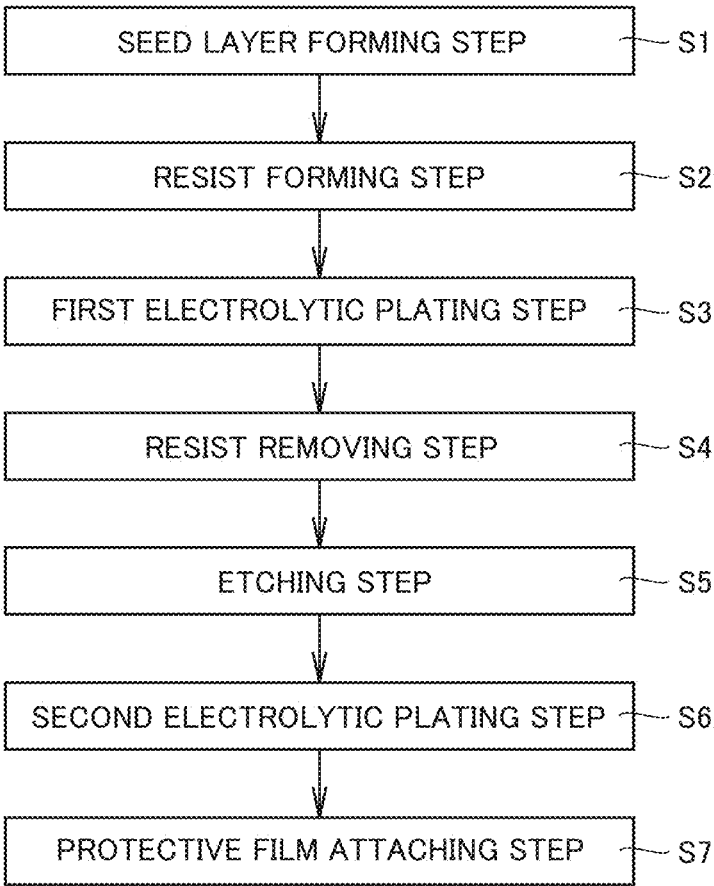 SEED LAYER FORMING STEP S1
RESIST FORMING STEP S2
FIRST ELECTROLYTIC PLATING STEP S3
RESIST REMOVING STEP S4
ETCHING STEP S5
SECOND ELECTROLYTIC PLATING STEP S6
PROTECTIVE FILM ATTACHING STEP S7